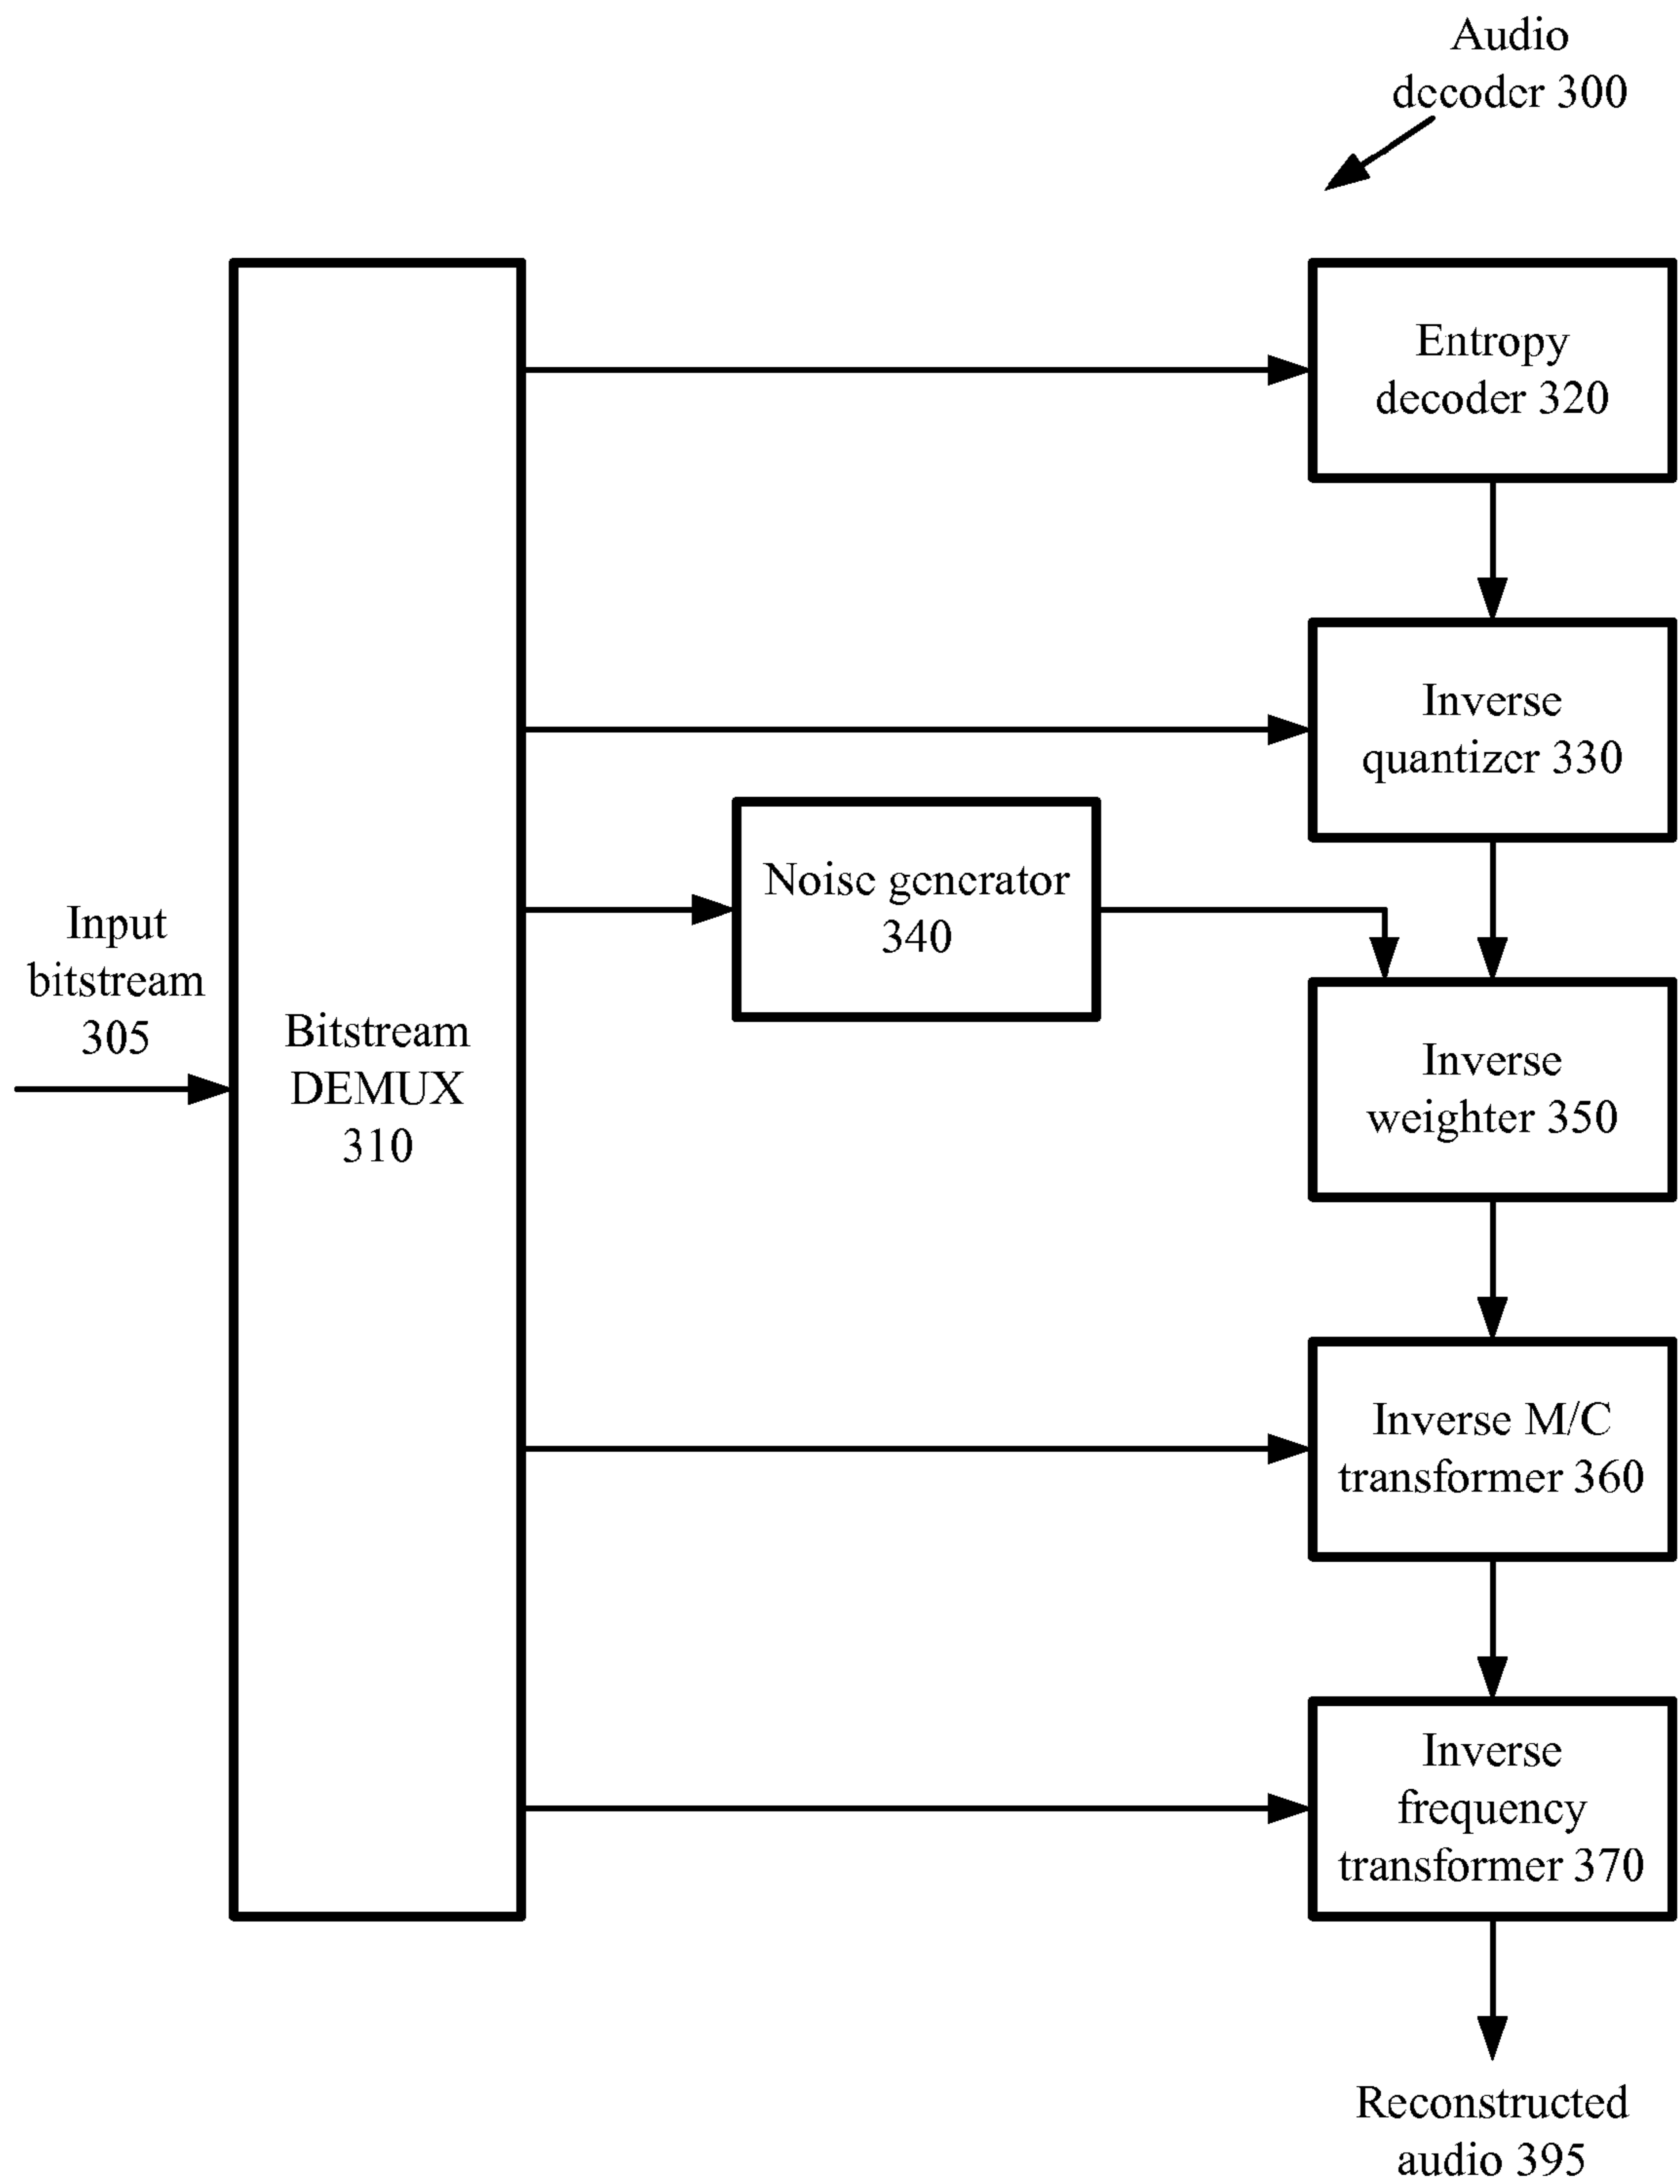 Audio
decoder 300
Entropy
decoder 320
Inverse
quantizer 330
Noise generator
340
Input
bitstream
305
Bitstream
DEMUX
310
Inverse
weighter 350
Inverse M/C
transformer 360
Inverse
frequency
transformer 370
Reconstructed
audio 395